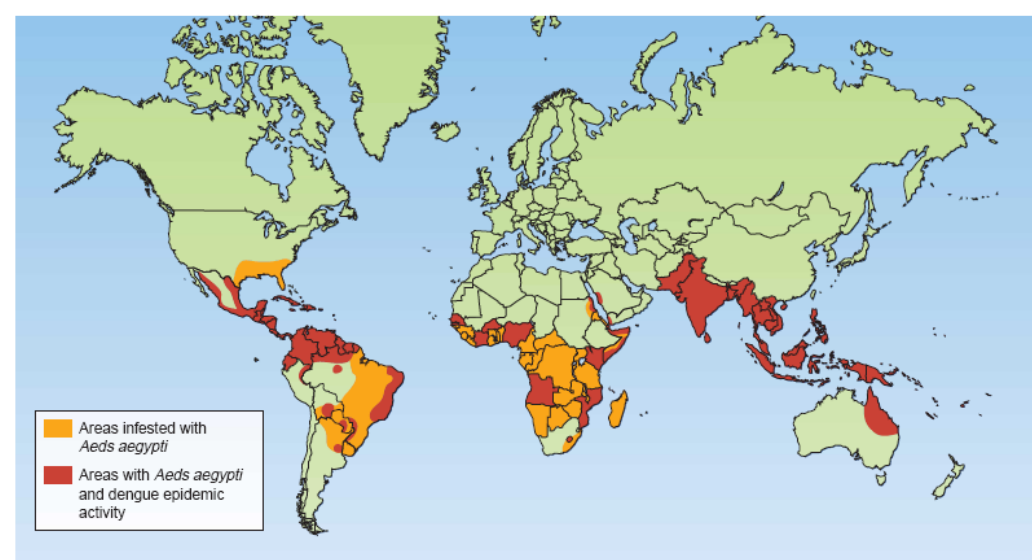 Areas infested with
Aeds aegypti
Areas with Aeds aegypti
and dengue epidemic
activity